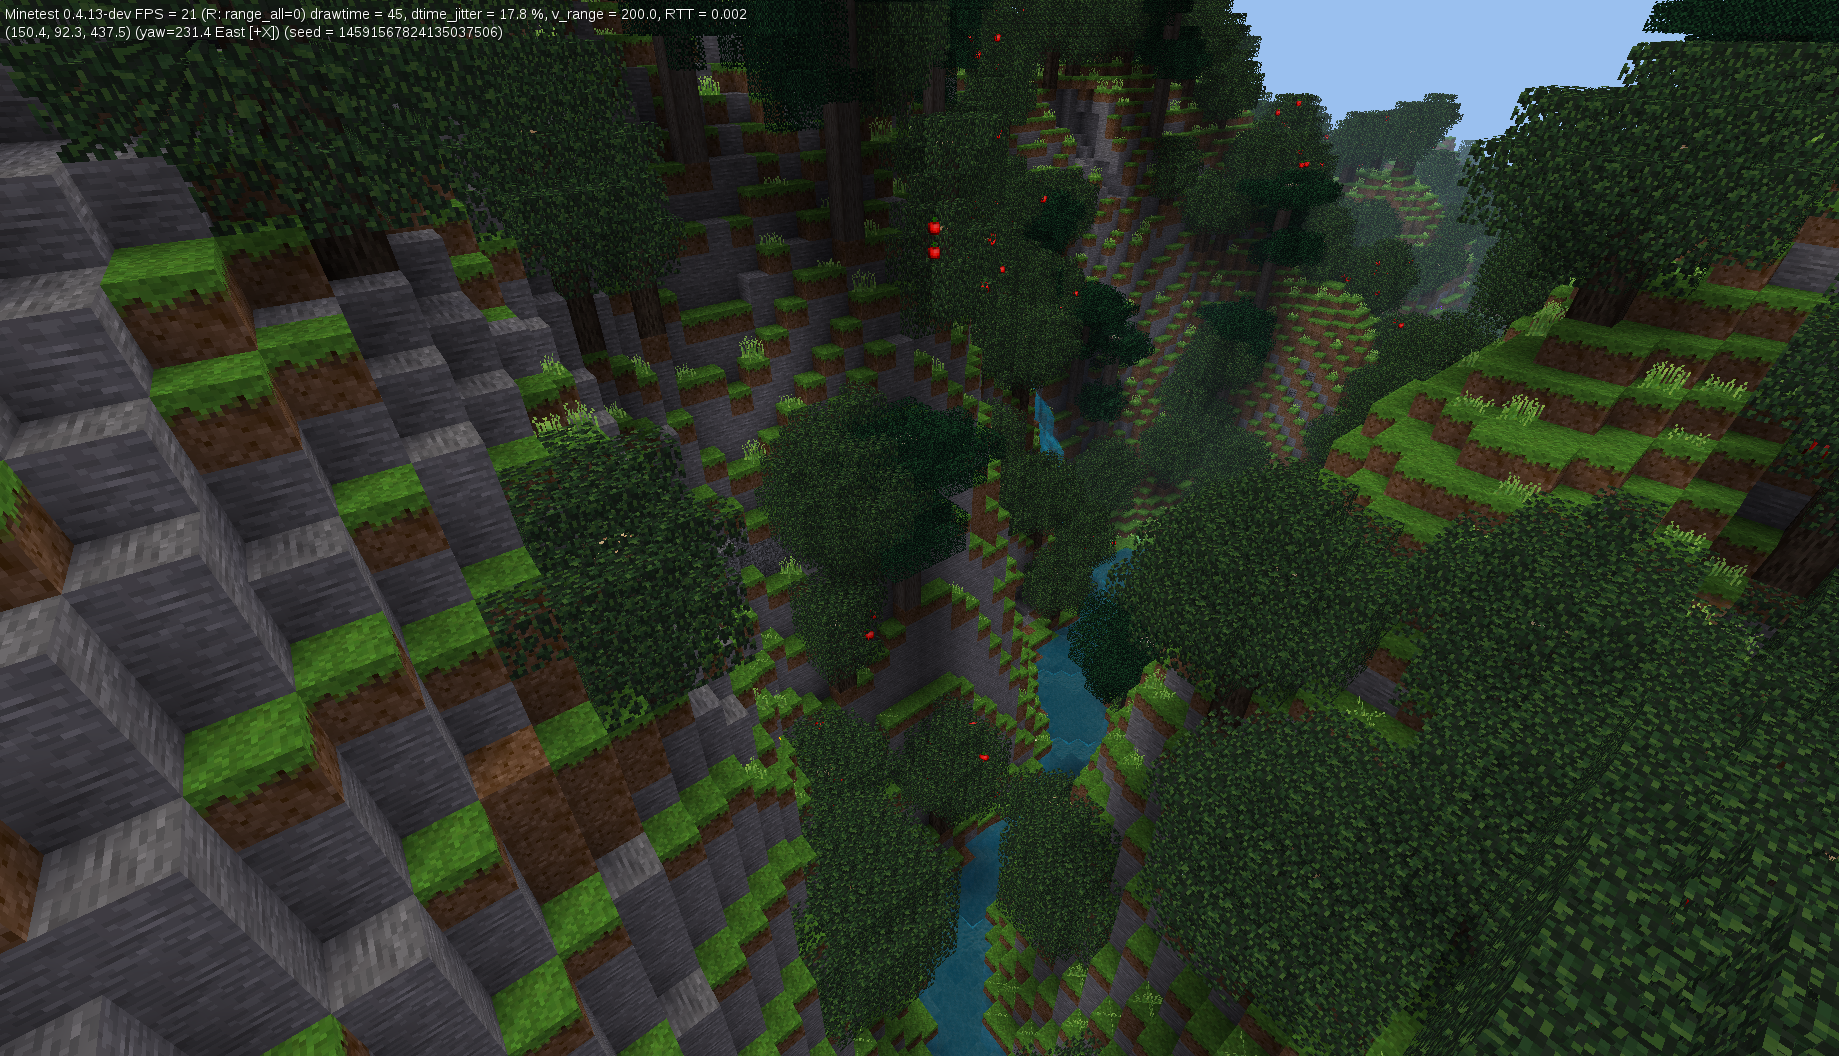 Minetest 0.4.13-dev FPS = 21 (R: range_all=0) drawtime = 45, dtime_jitter = 17.8 %, v_range = 200.0, RTT = 0.002
(150.4, 92.3, 437.5) (yaw=231.4 East [+X]) (seed = 14591567824135037506)